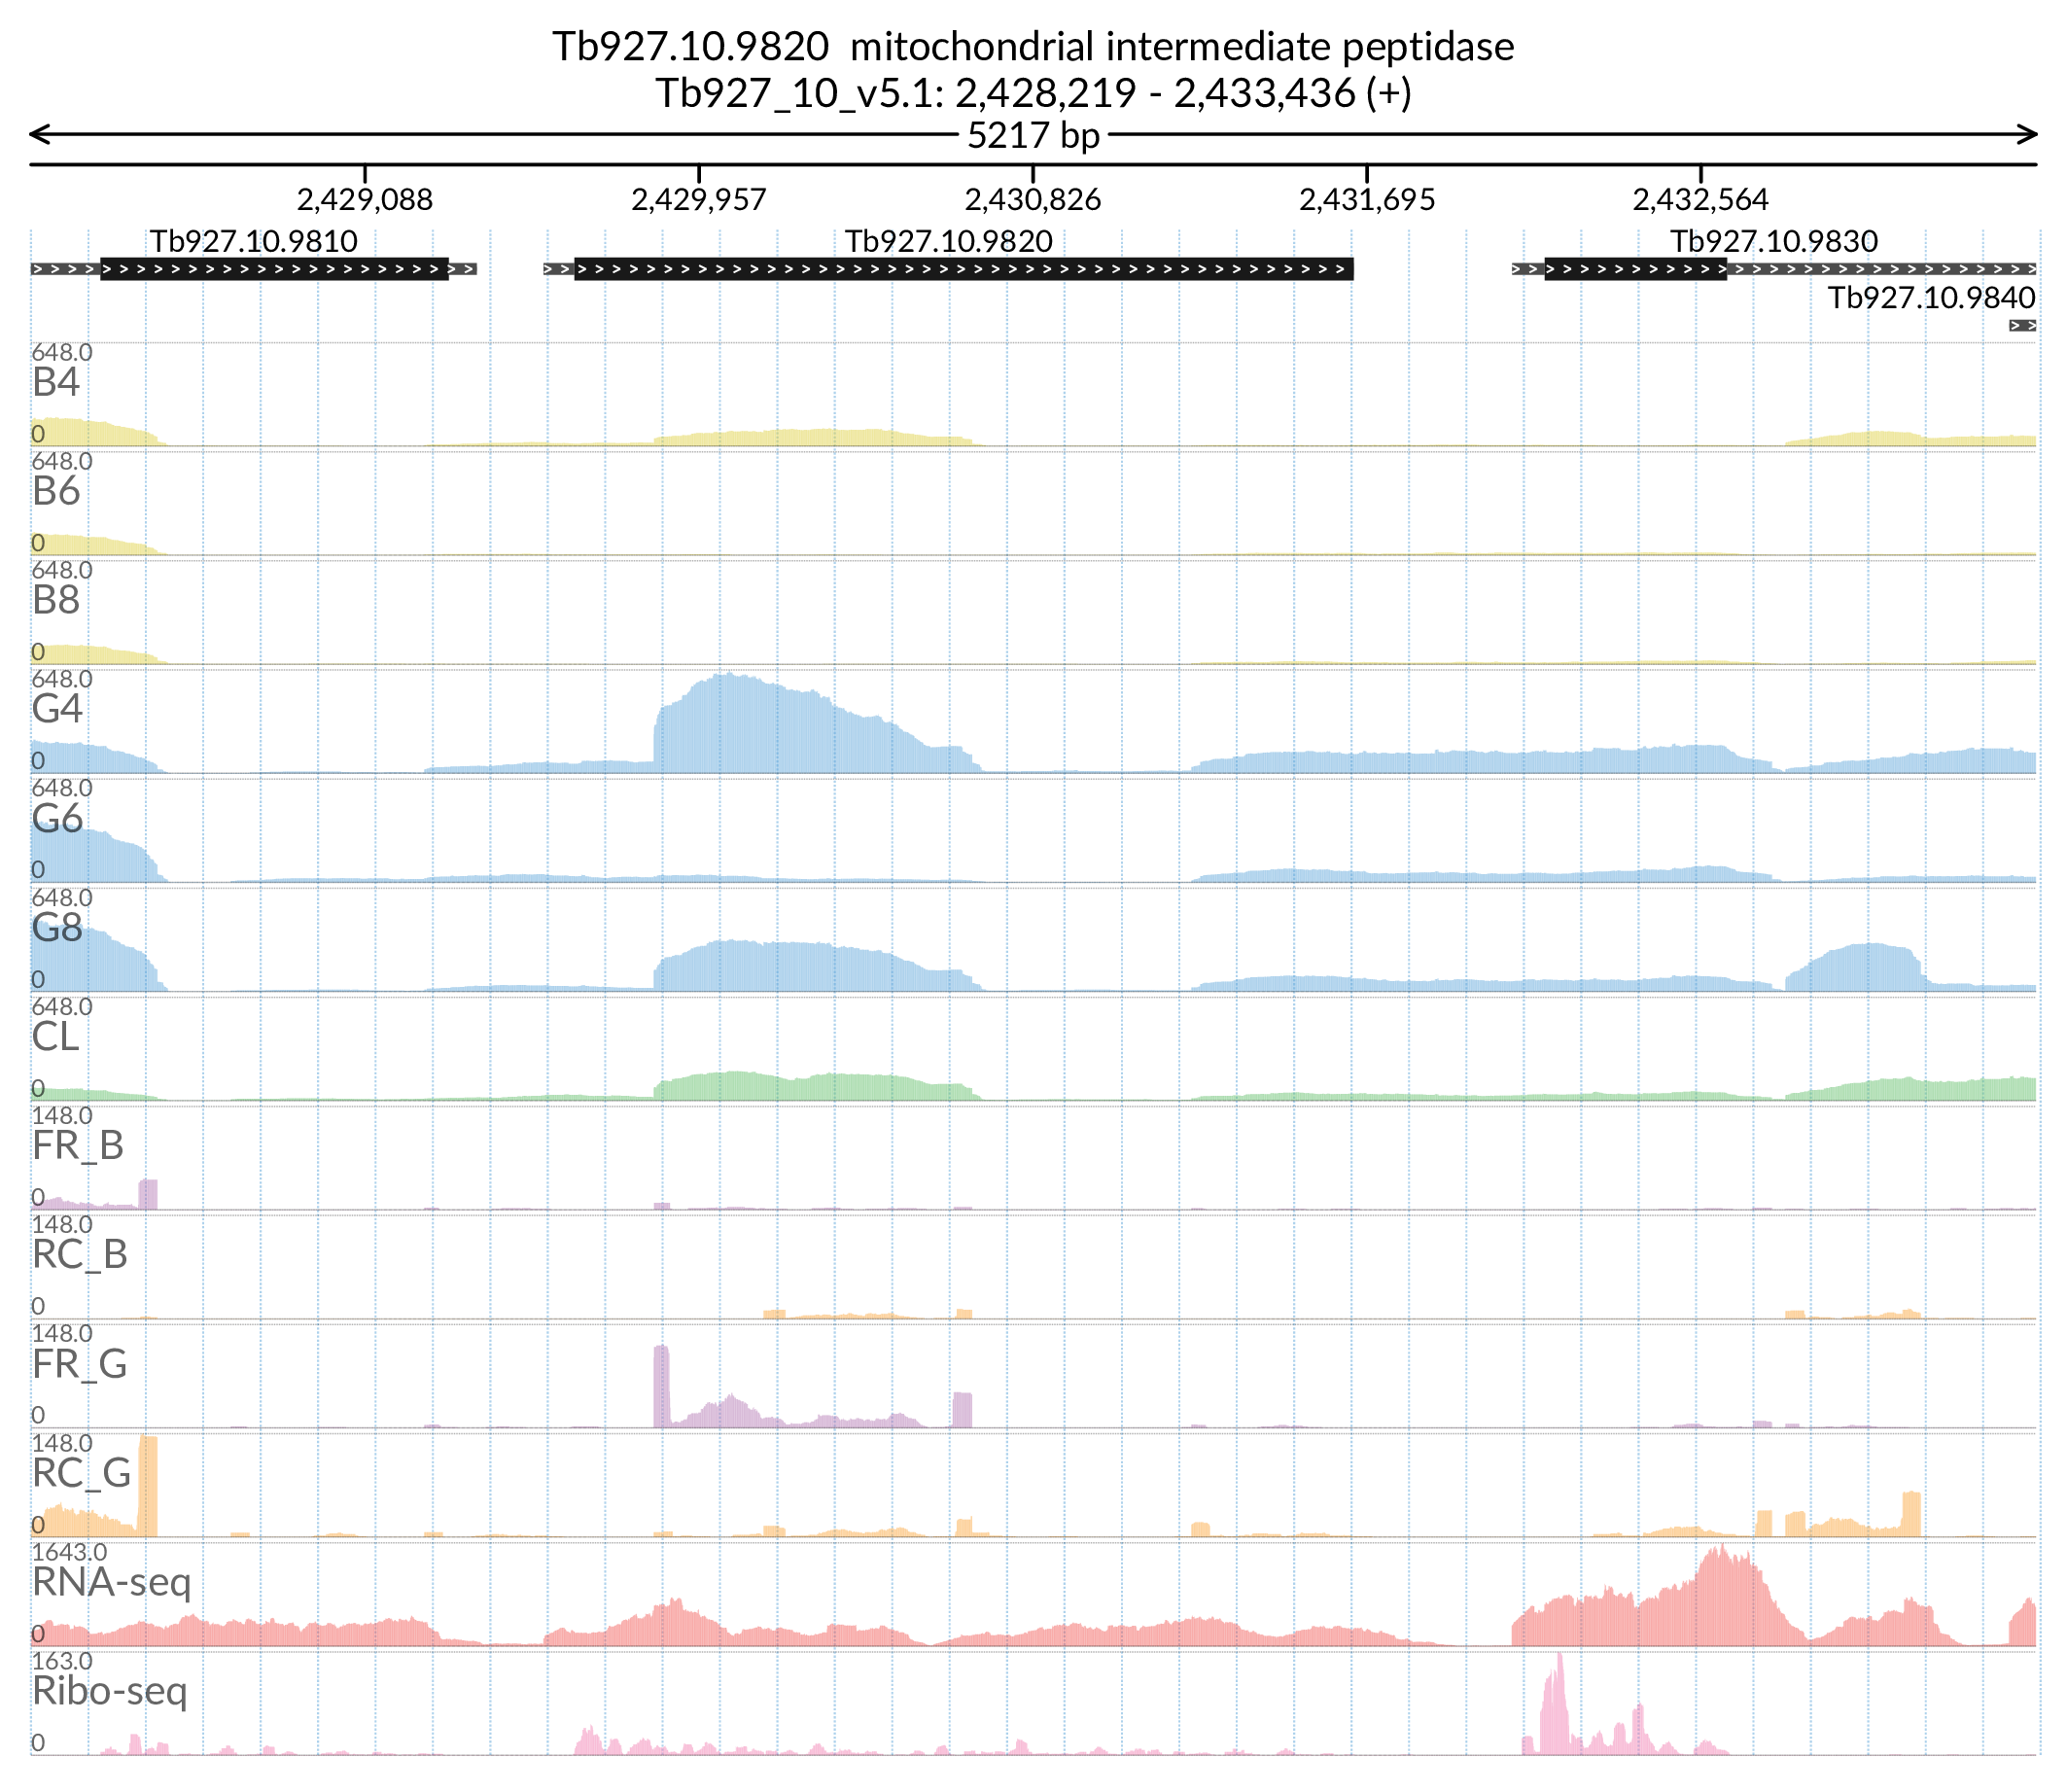 Tb927.10.9820 mitochondrial intermediate peptidase
Tb927_10_v5.1: 2,428,219 - 2,433,436 (+)
5217 bp
2,429,088 2,429,957 2,430,826 2,431,695 2,432,564
Tb927.10.9810 Tb927.10.9820 Tb927.10.9830
Tb927.10.9840
648.0
B4
0
648.0
B6
0
648.0
B8
0
648.0
G4
0
648.0
G6
0
648.0
G8
0
648.0
CL
0
148.0
FR_B
0
148.0
RC_B
0
148.0
FR_G
0
148.0
RC_G
0
1643.0
RNA-seq
0
163.0
Ribo-seq
0